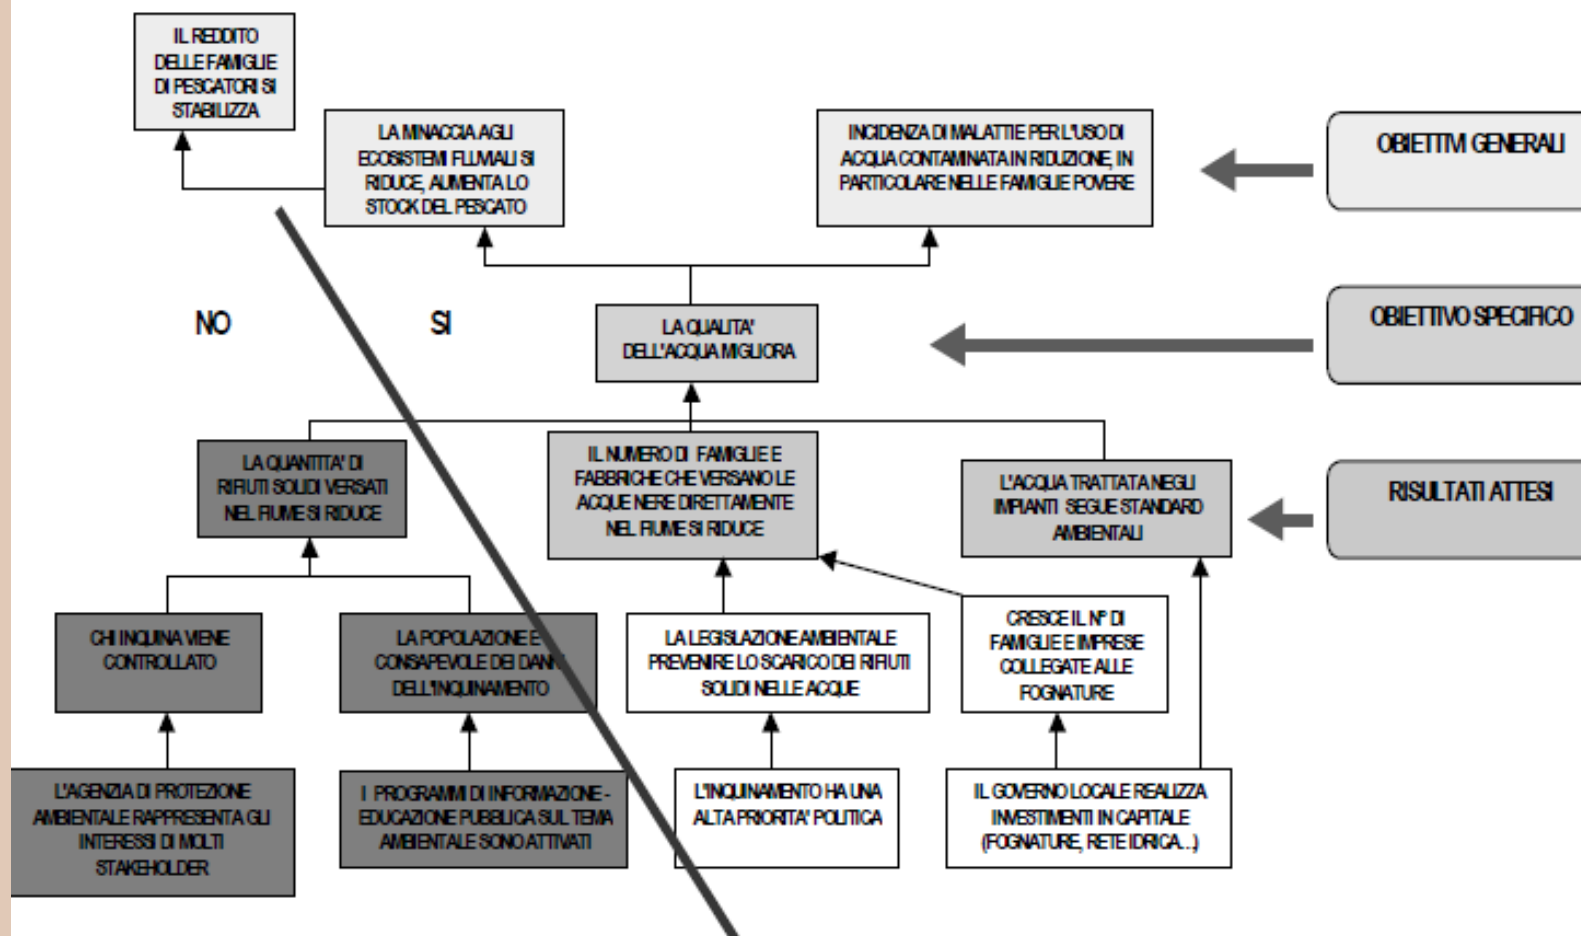 IL REDDITO
DELLE FAMIGLIE
DI PESCATORI SI
STABILIZZA
LA MINACCIA AGLI
ECOSISTEMI FLUVIALI SI
RIDUCE, AUMENTA LO
STOCK DEL PESCATO
INCIDENZA DI MALATTIE PER L'USO DI
ACQUA CONTAMINATA IN RIDUZIONE, IN
PARTICOLARE NELLE FAMIGLIE POVERE
OBIETTIVI GENERALI
NO
SI
LA QUALITA'
DELL'ACQUA MIGLIORA
OBIETTIVO SPECIFICO
LA QUANTITA' DI
RIFIUTI SOLIDI VERSATI
NEL FIUME SI RIDUCE
IL NUMERO DI FAMIGLIE E
FABBRICHE CHE VERSANO LE
ACQUE NERE DIRETTAMENTE
NEL FIUME SI RIDUCE
L'ACQUA TRATTATA NEGLI
IMPIANTI SEGUE STANDARD
AMBIENTALI
RISULTATI ATTESI
CHI INQUINA VIENE
CONTROLLATO
LA POPOLAZIONE E
CONSAPEVOLE DEI DANNI
DELL'INQUINAMENTO
LA LEGISLAZIONE AMBIENTALE
PREVENIRE LO SCARICO DEI RIFIUTI
SOLIDI NELLE ACQUE
CRESCE IL N° DI
FAMIGLIE E IMPRESE
COLLEGATE ALLE
FOGNATURE
L'AGENZIA DI PROTEZIONE
AMBIENTALE RAPPRESENTA GLI
INTERESSI DI MOLTI
STAKEHOLDER
I PROGRAMMI DI INFORMAZIONE -
EDUCAZIONE PUBBLICA SUL TEMA
AMBIENTALE SONO ATTIVATI
L'INQUINAMENTO HA UNA
ALTA PRIORITA' POLITICA
IL GOVERNO LOCALE REALIZZA
INVESTIMENTI IN CAPITALE
(FOGNATURE, RETE IDRICA...)